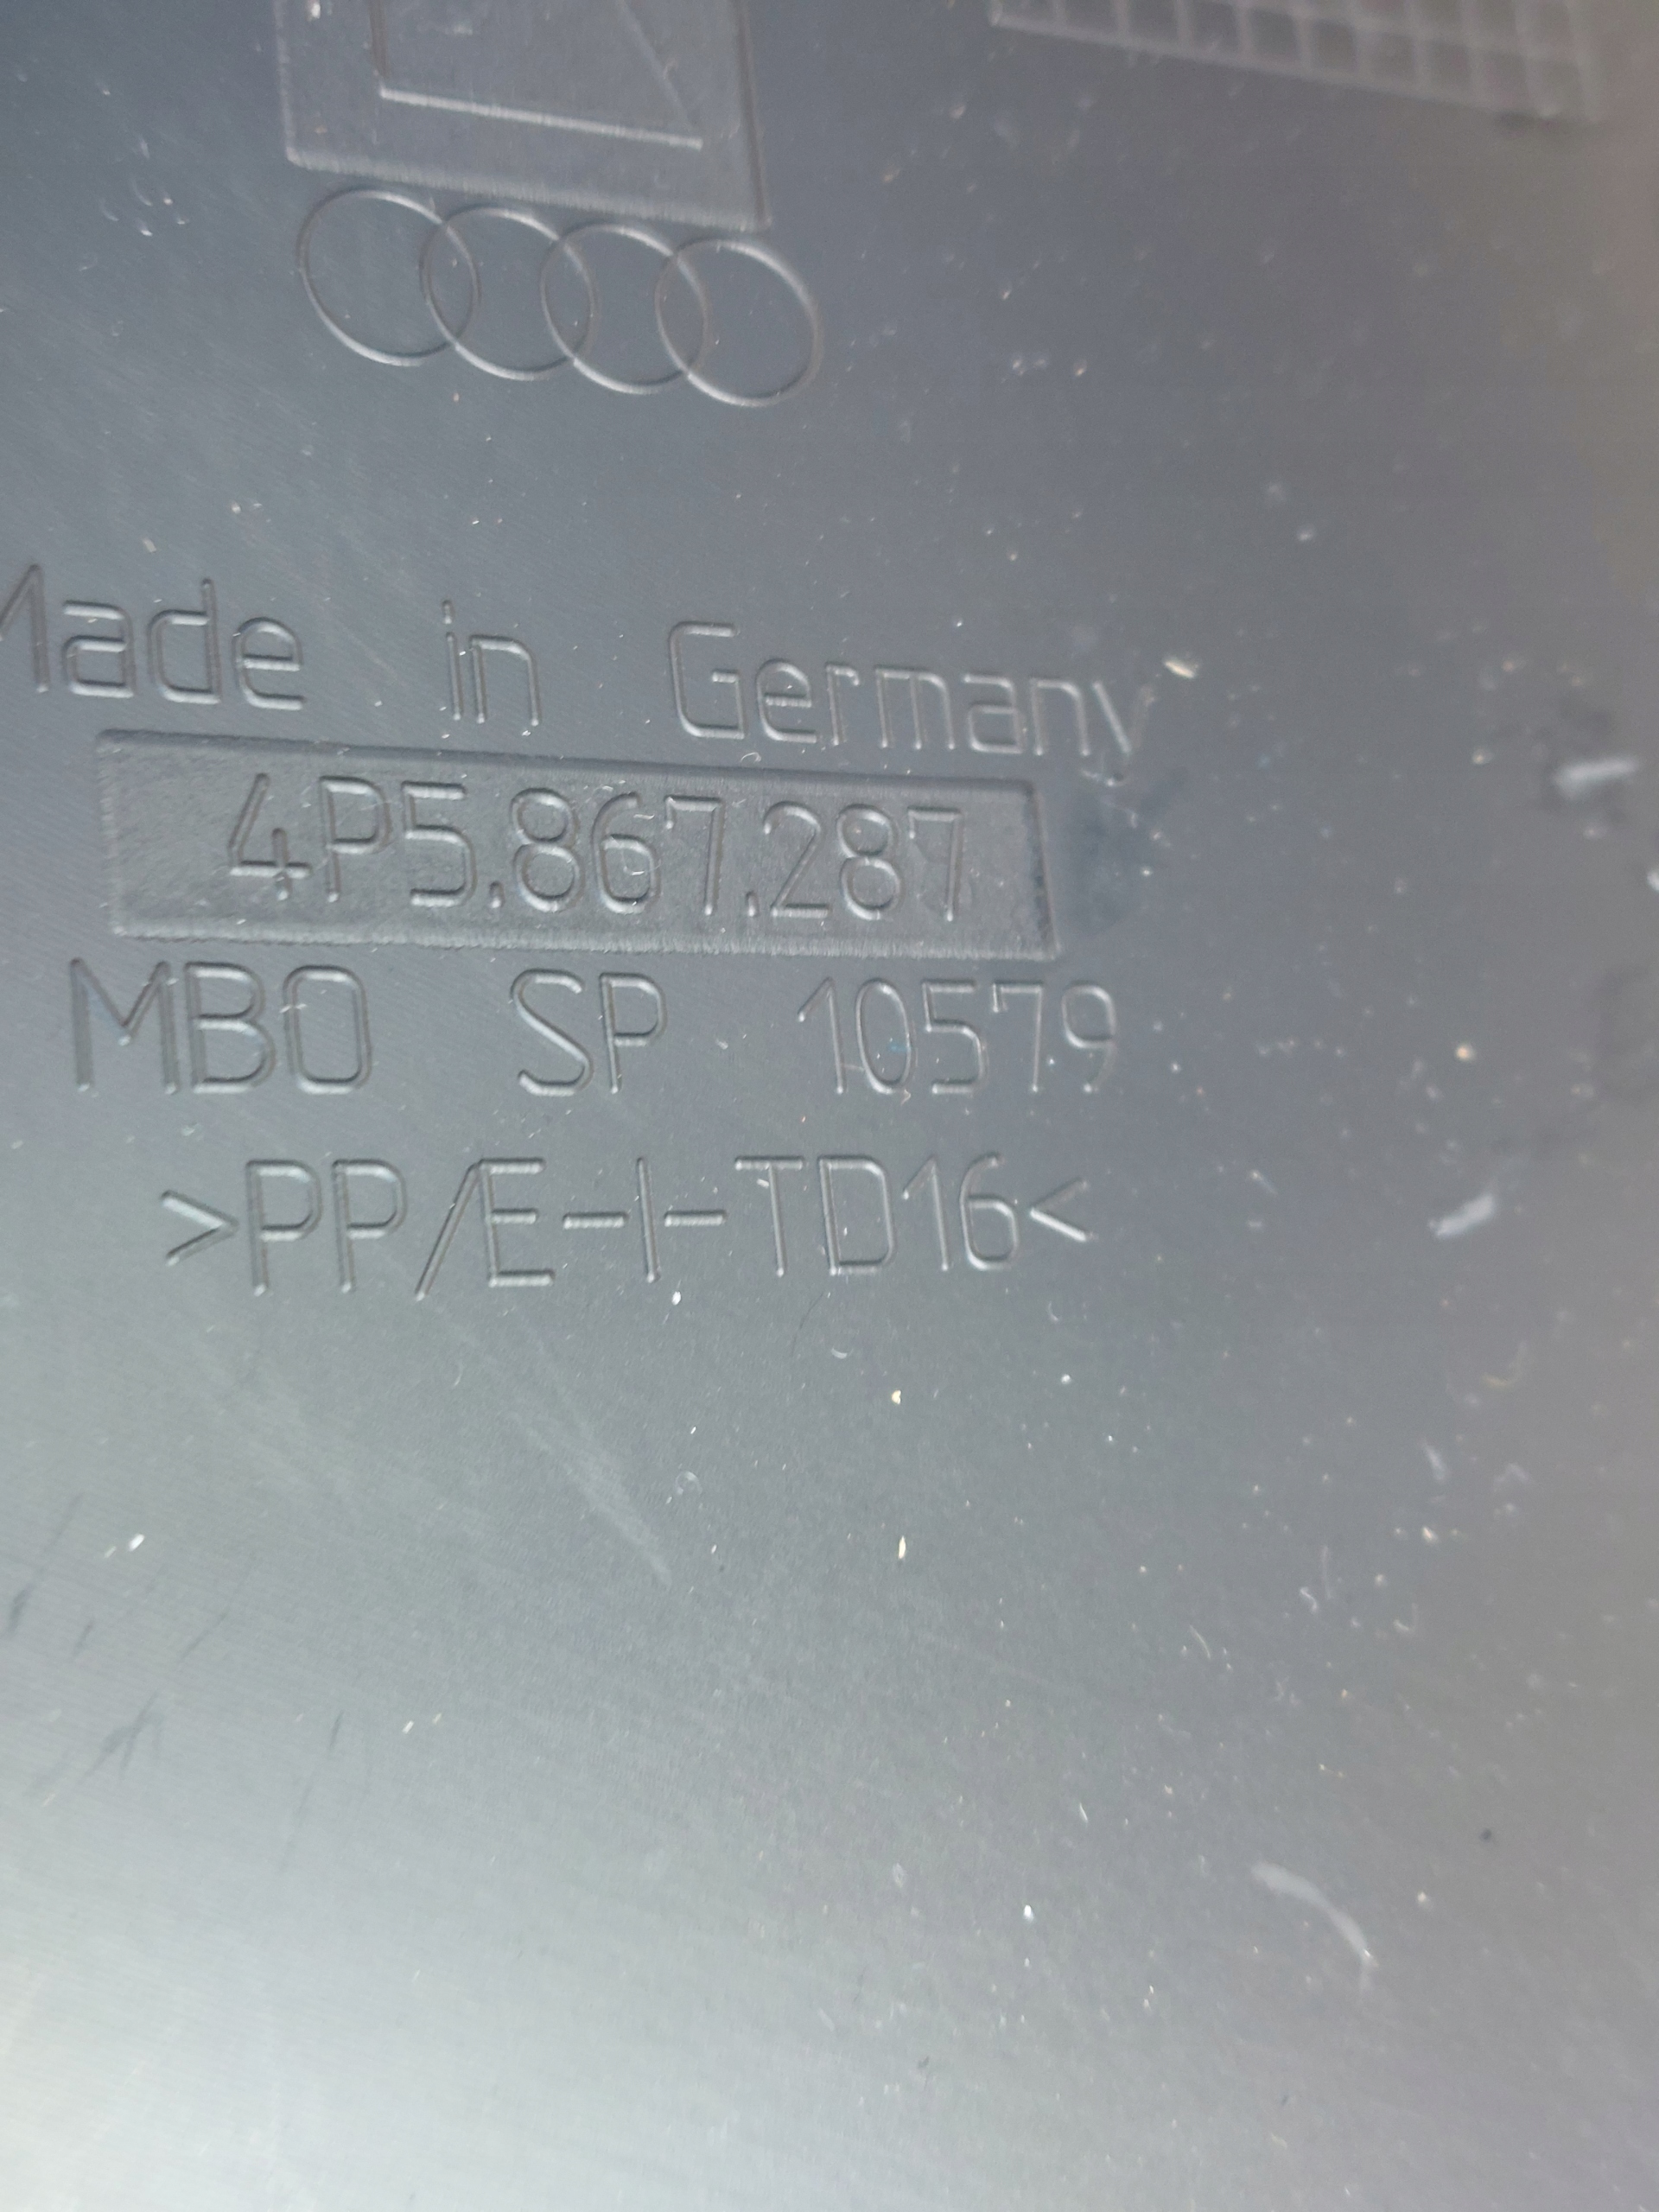 Made in Germany
4P5.867.287
MBO SP 10579
>PP/E-I-TD16<